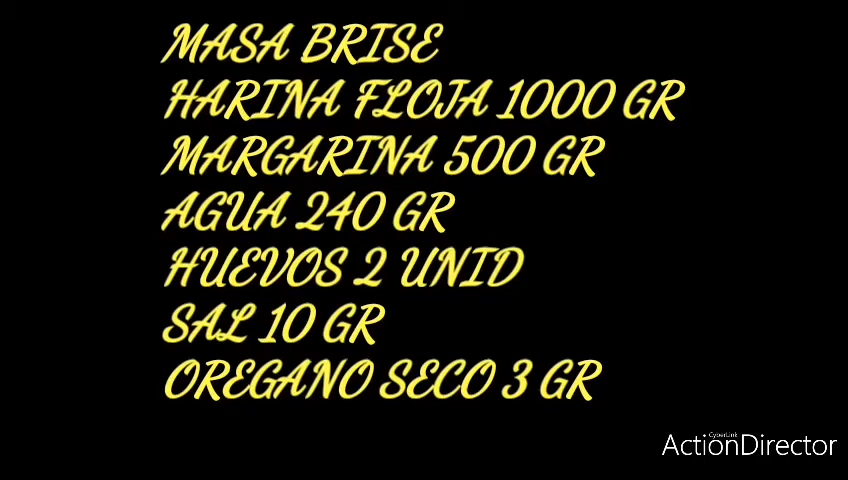 MASA BRISE
HARINA FLOJA 1000 GR
MARGARINA 500 GR
AGUA 240 GR
HUEVOS 2 UNID
SAL 10 GR
OREGANO SECO 3 GR
CyberLink
ActionDirector